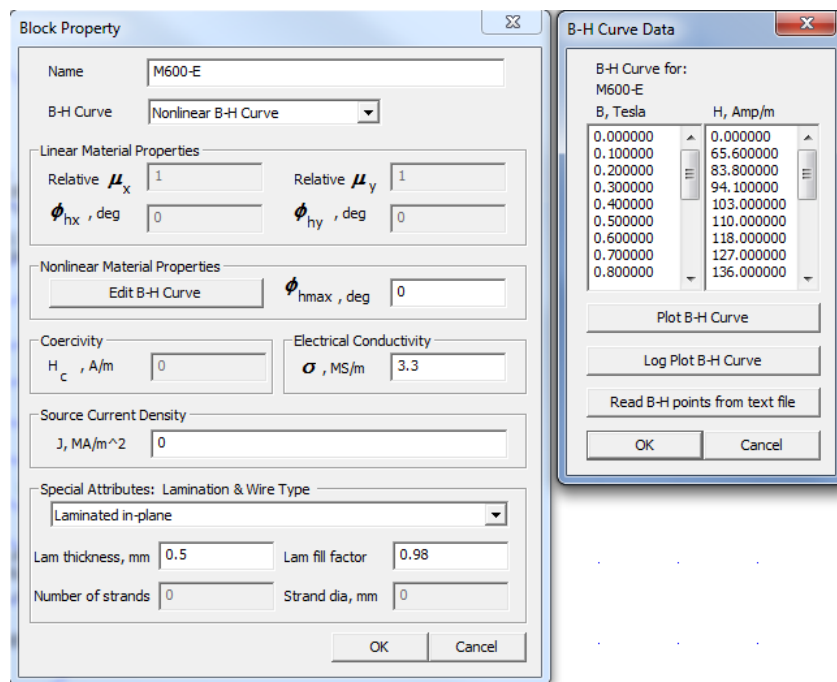 Block Property
Name M600-E
B-H Curve Nonlinear B-H Curve
Linear Material Properties
Relative μx 1 Relative μy 1
ϕhx , deg 0 ϕhy , deg 0
Nonlinear Material Properties
Edit B-H Curve ϕhmax , deg 0
Coercivity Electrical Conductivity
Hc , A/m 0 σ , MS/m 3.3
Source Current Density
J, MA/m^2 0
Special Attributes: Lamination & Wire Type
Laminated in-plane
Lam thickness, mm 0.5 Lam fill factor 0.98
Number of strands 0 Strand dia, mm 0
OK Cancel
B-H Curve Data
B-H Curve for:
M600-E
B, Tesla H, Amp/m
0.000000 0.000000
0.100000 65.600000
0.200000 83.800000
0.300000 94.100000
0.400000 103.000000
0.500000 110.000000
0.600000 118.000000
0.700000 127.000000
0.800000 136.000000
Plot B-H Curve
Log Plot B-H Curve
Read B-H points from text file
OK Cancel